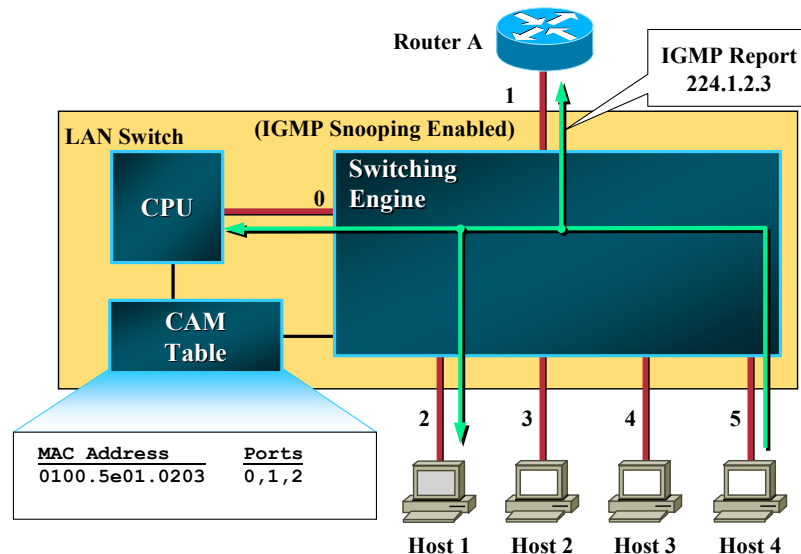 Router A
IGMP Report
224.1.2.3
1
LAN Switch
(IGMP Snooping Enabled)
Switching
Engine
CPU
0
CAM
Table
2
3
4
5
MAC Address Ports
0100.5e01.0203 0,1,2
Host 1
Host 2
Host 3
Host 4